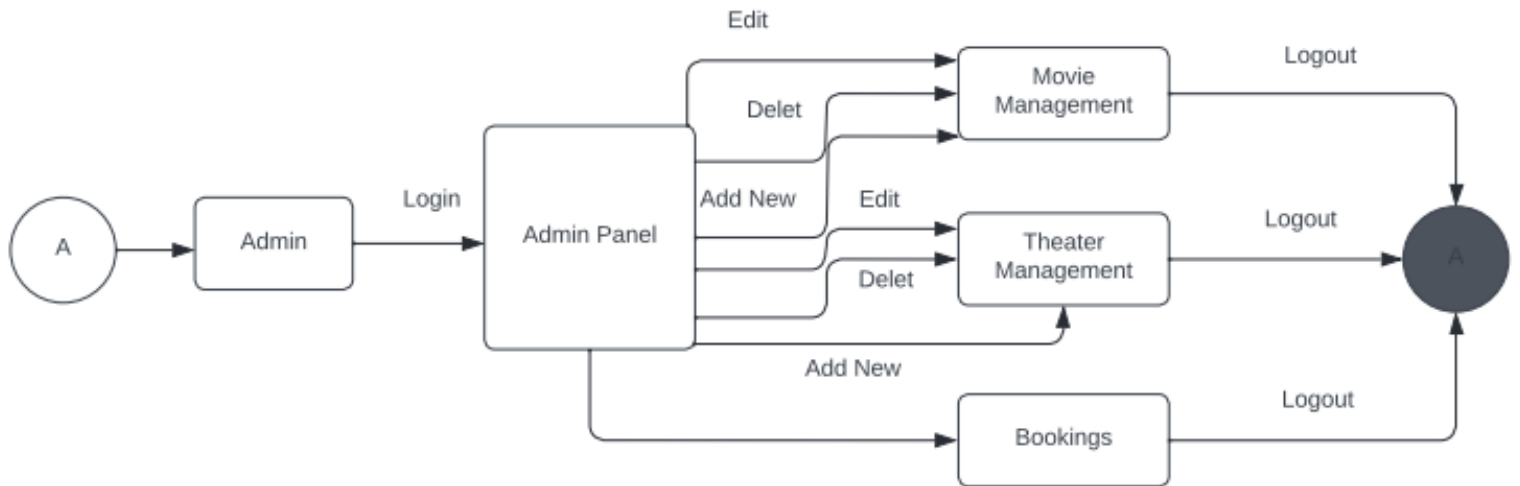 Edit
Logout
Movie
Management
Delet
Login
Add New
Edit
A
Admin
Admin Panel
Theater
Management
Logout
A
Delet
Add New
Logout
Bookings